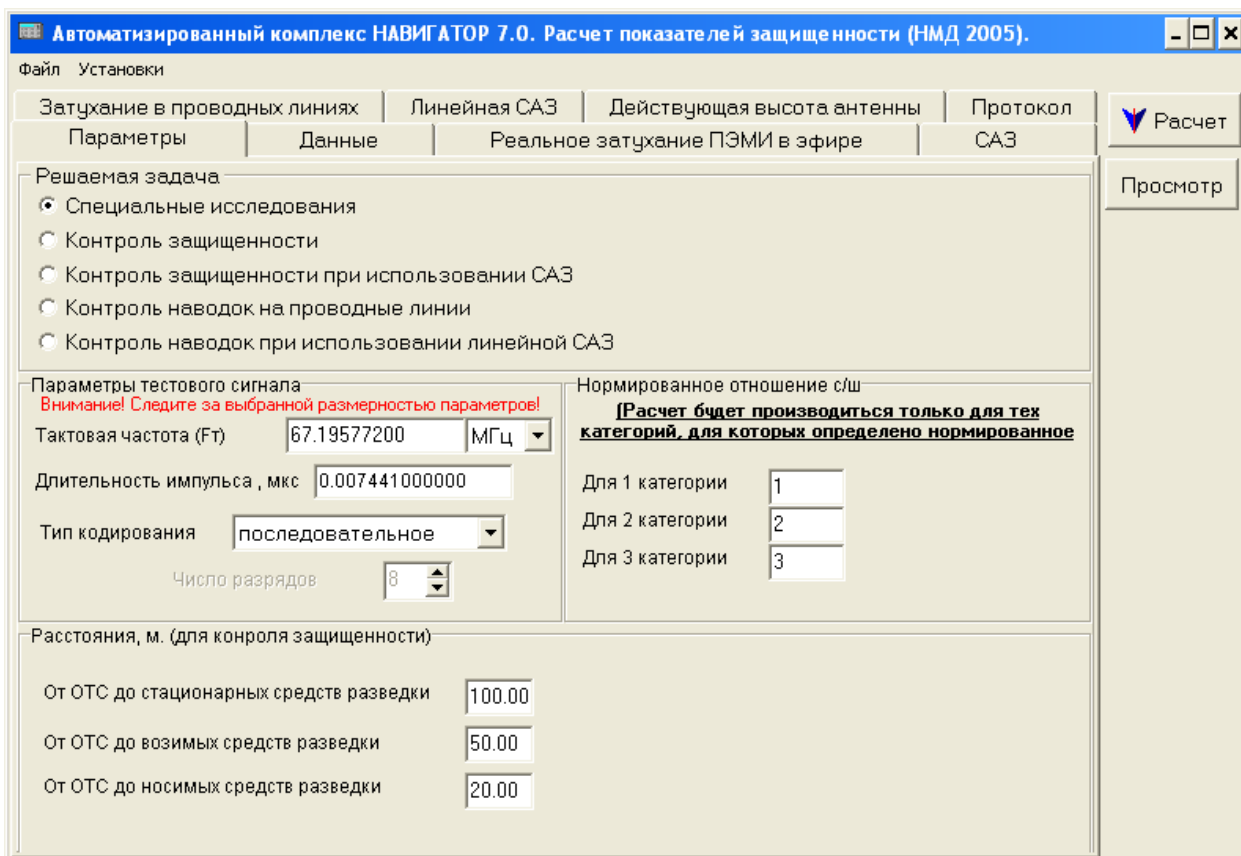 Автоматизированный комплекс НАВИГАТОР 7.0. Расчет показателей защищенности (НМД 2005).
Файл Установки
Затухание в проводных линиях Линейная САЗ Действующая высота антенны Протокол
Параметры Данные Реальное затухание ПЭМИ в эфире САЗ
Расчет
Просмотр
Решаемая задача
Специальные исследования
Контроль защищенности
Контроль защищенности при использовании САЗ
Контроль наводок на проводные линии
Контроль наводок при использовании линейной САЗ
Параметры тестового сигнала
Внимание! Следите за выбранной размерностью параметров!
Тактовая частота (Fт) 67.19577200 МГц
Длительность импульса , мкс 0.007441000000
Тип кодирования последовательное
Число разрядов 8
Нормированное отношение с/ш
(Расчет будет производиться только для тех
категорий, для которых определено нормированное
Для 1 категории 1
Для 2 категории 2
Для 3 категории 3
Расстояния, м. (для конроля защищенности)
От ОТС до стационарных средств разведки 100.00
От ОТС до возимых средств разведки 50.00
От ОТС до носимых средств разведки 20.00